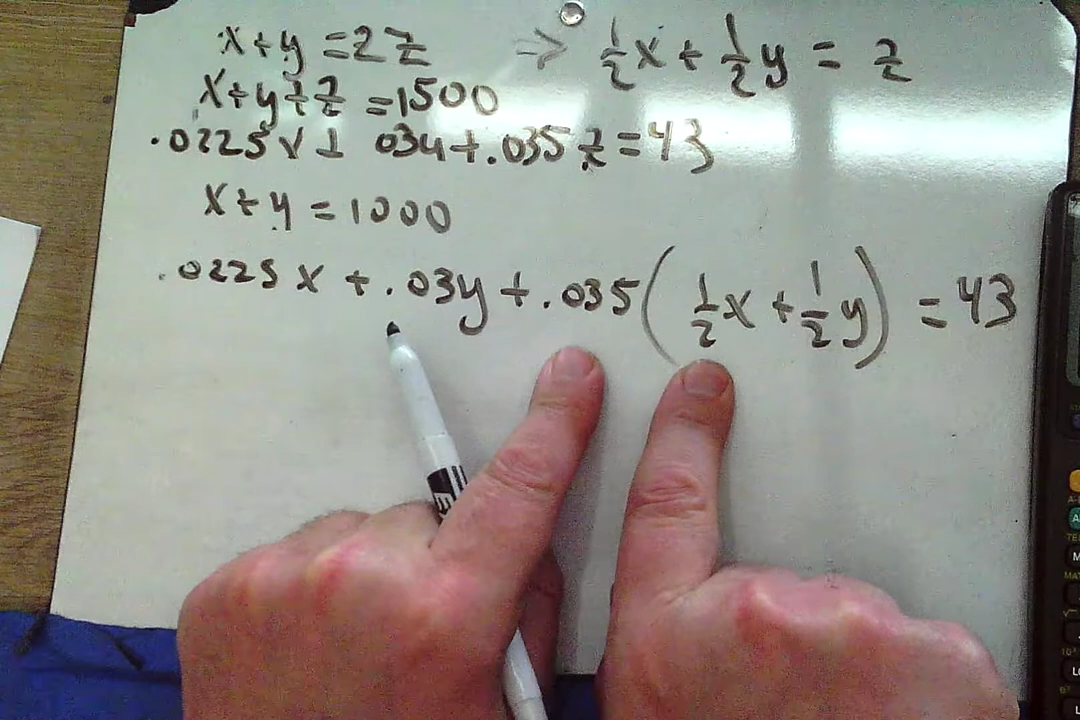 x+y=2z ⇒ 1/2x+1/2y=z
x+y+z=1500
.0225x+ 03y+.035z=43
x+y=1000
.0225x+.03y+.035(1/2x+1/2y)=43